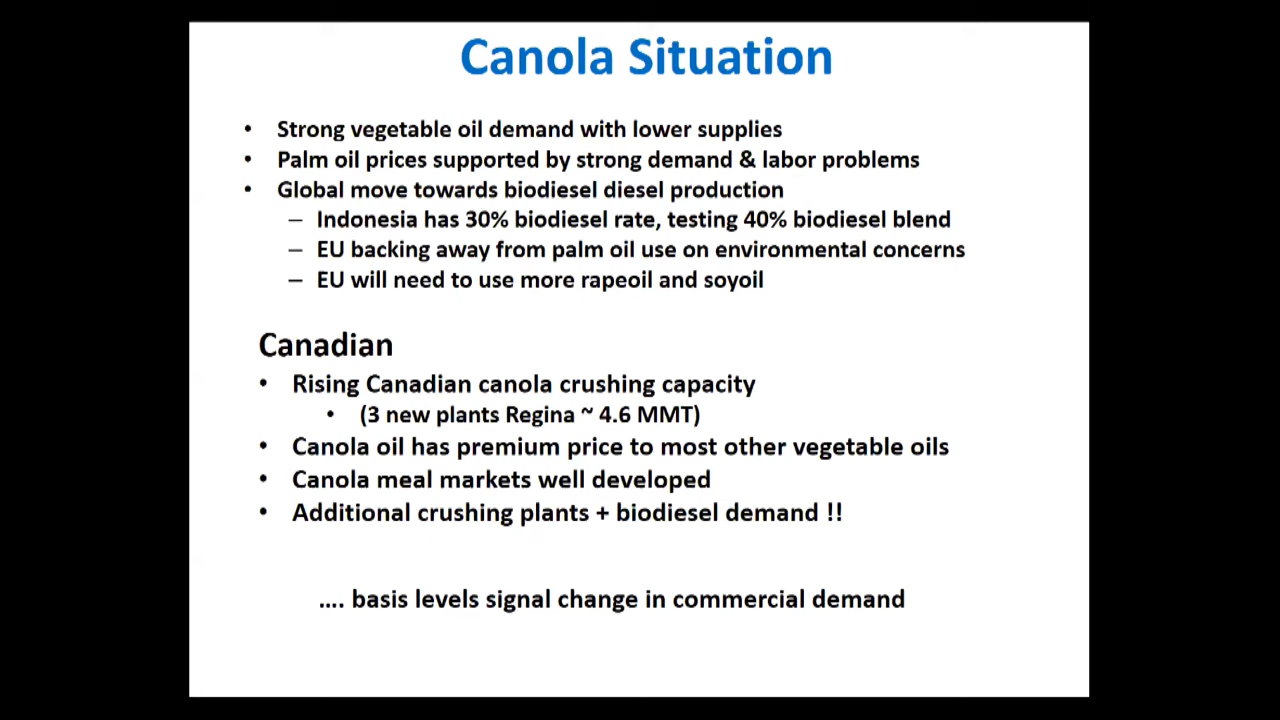 Canola Situation
• Strong vegetable oil demand with lower supplies
• Palm oil prices supported by strong demand & labor problems
• Global move towards biodiesel diesel production
– Indonesia has 30% biodiesel rate, testing 40% biodiesel blend
– EU backing away from palm oil use on environmental concerns
– EU will need to use more rapeoil and soyoil
Canadian
• Rising Canadian canola crushing capacity
• (3 new plants Regina ~ 4.6 MMT)
• Canola oil has premium price to most other vegetable oils
• Canola meal markets well developed
• Additional crushing plants + biodiesel demand !!
.... basis levels signal change in commercial demand